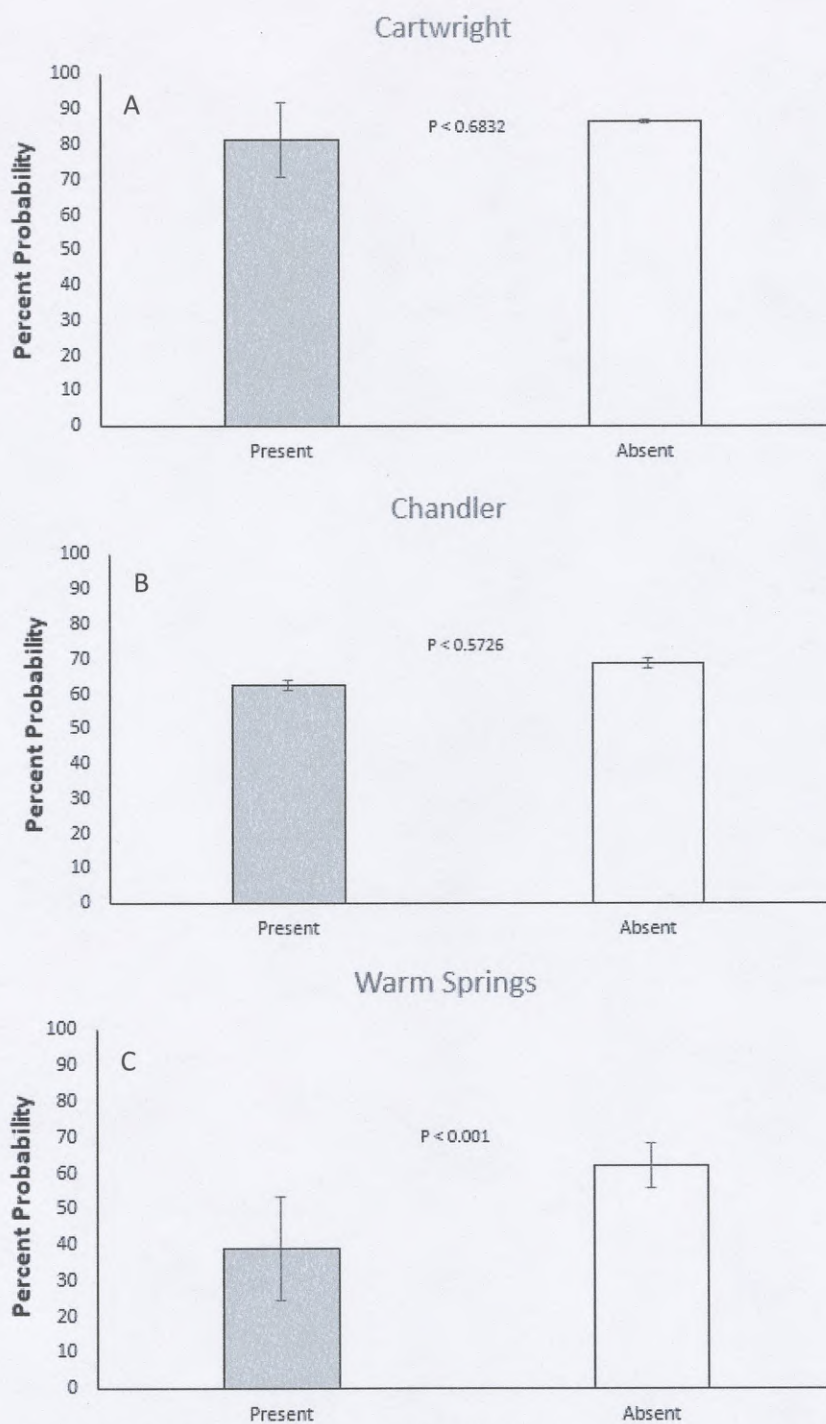 Cartwright
A
P < 0.6832
Percent Probability
100
90
80
70
60
50
40
30
20
10
0
Present Absent
Chandler
B
P < 0.5726
Percent Probability
100
90
80
70
60
50
40
30
20
10
0
Present Absent
Warm Springs
C
P < 0.001
Percent Probability
100
90
80
70
60
50
40
30
20
10
0
Present Absent